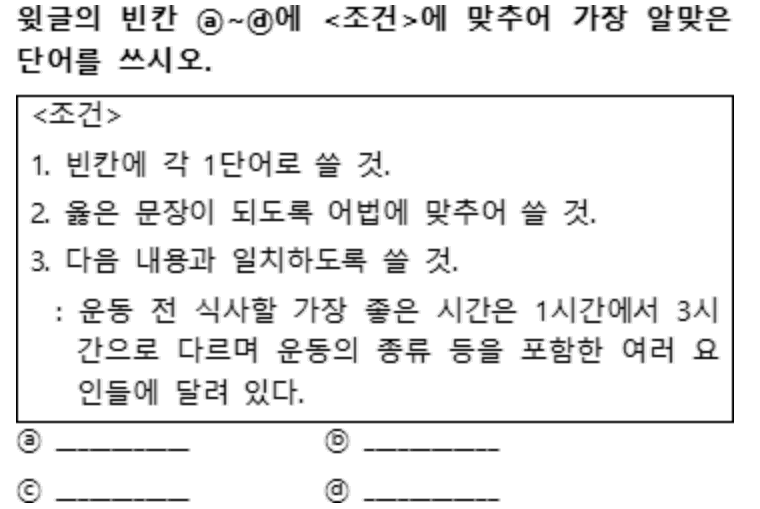 윗글의 빈칸 ⓐ~ⓓ에 <조건>에 맞추어 가장 알맞은
단어를 쓰시오.
<조건>
1. 빈칸에 각 1단어로 쓸 것.
2. 옳은 문장이 되도록 어법에 맞추어 쓸 것.
3. 다음 내용과 일치하도록 쓸 것.
: 운동 전 식사할 가장 좋은 시간은 1시간에서 3시
간으로 다르며 운동의 종류 등을 포함한 여러 요
인들에 달려 있다.
ⓐ __________ ⓑ __________
ⓒ __________ ⓓ __________